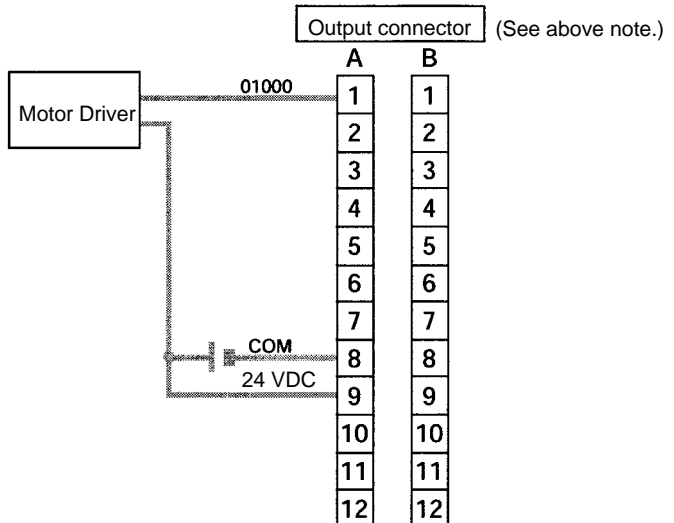 Output connector (See above note.)
A B
01000
Motor Driver
1 1
2 2
3 3
4 4
5 5
6 6
7 7
COM
8 8
24 VDC
9 9
10 10
11 11
12 12